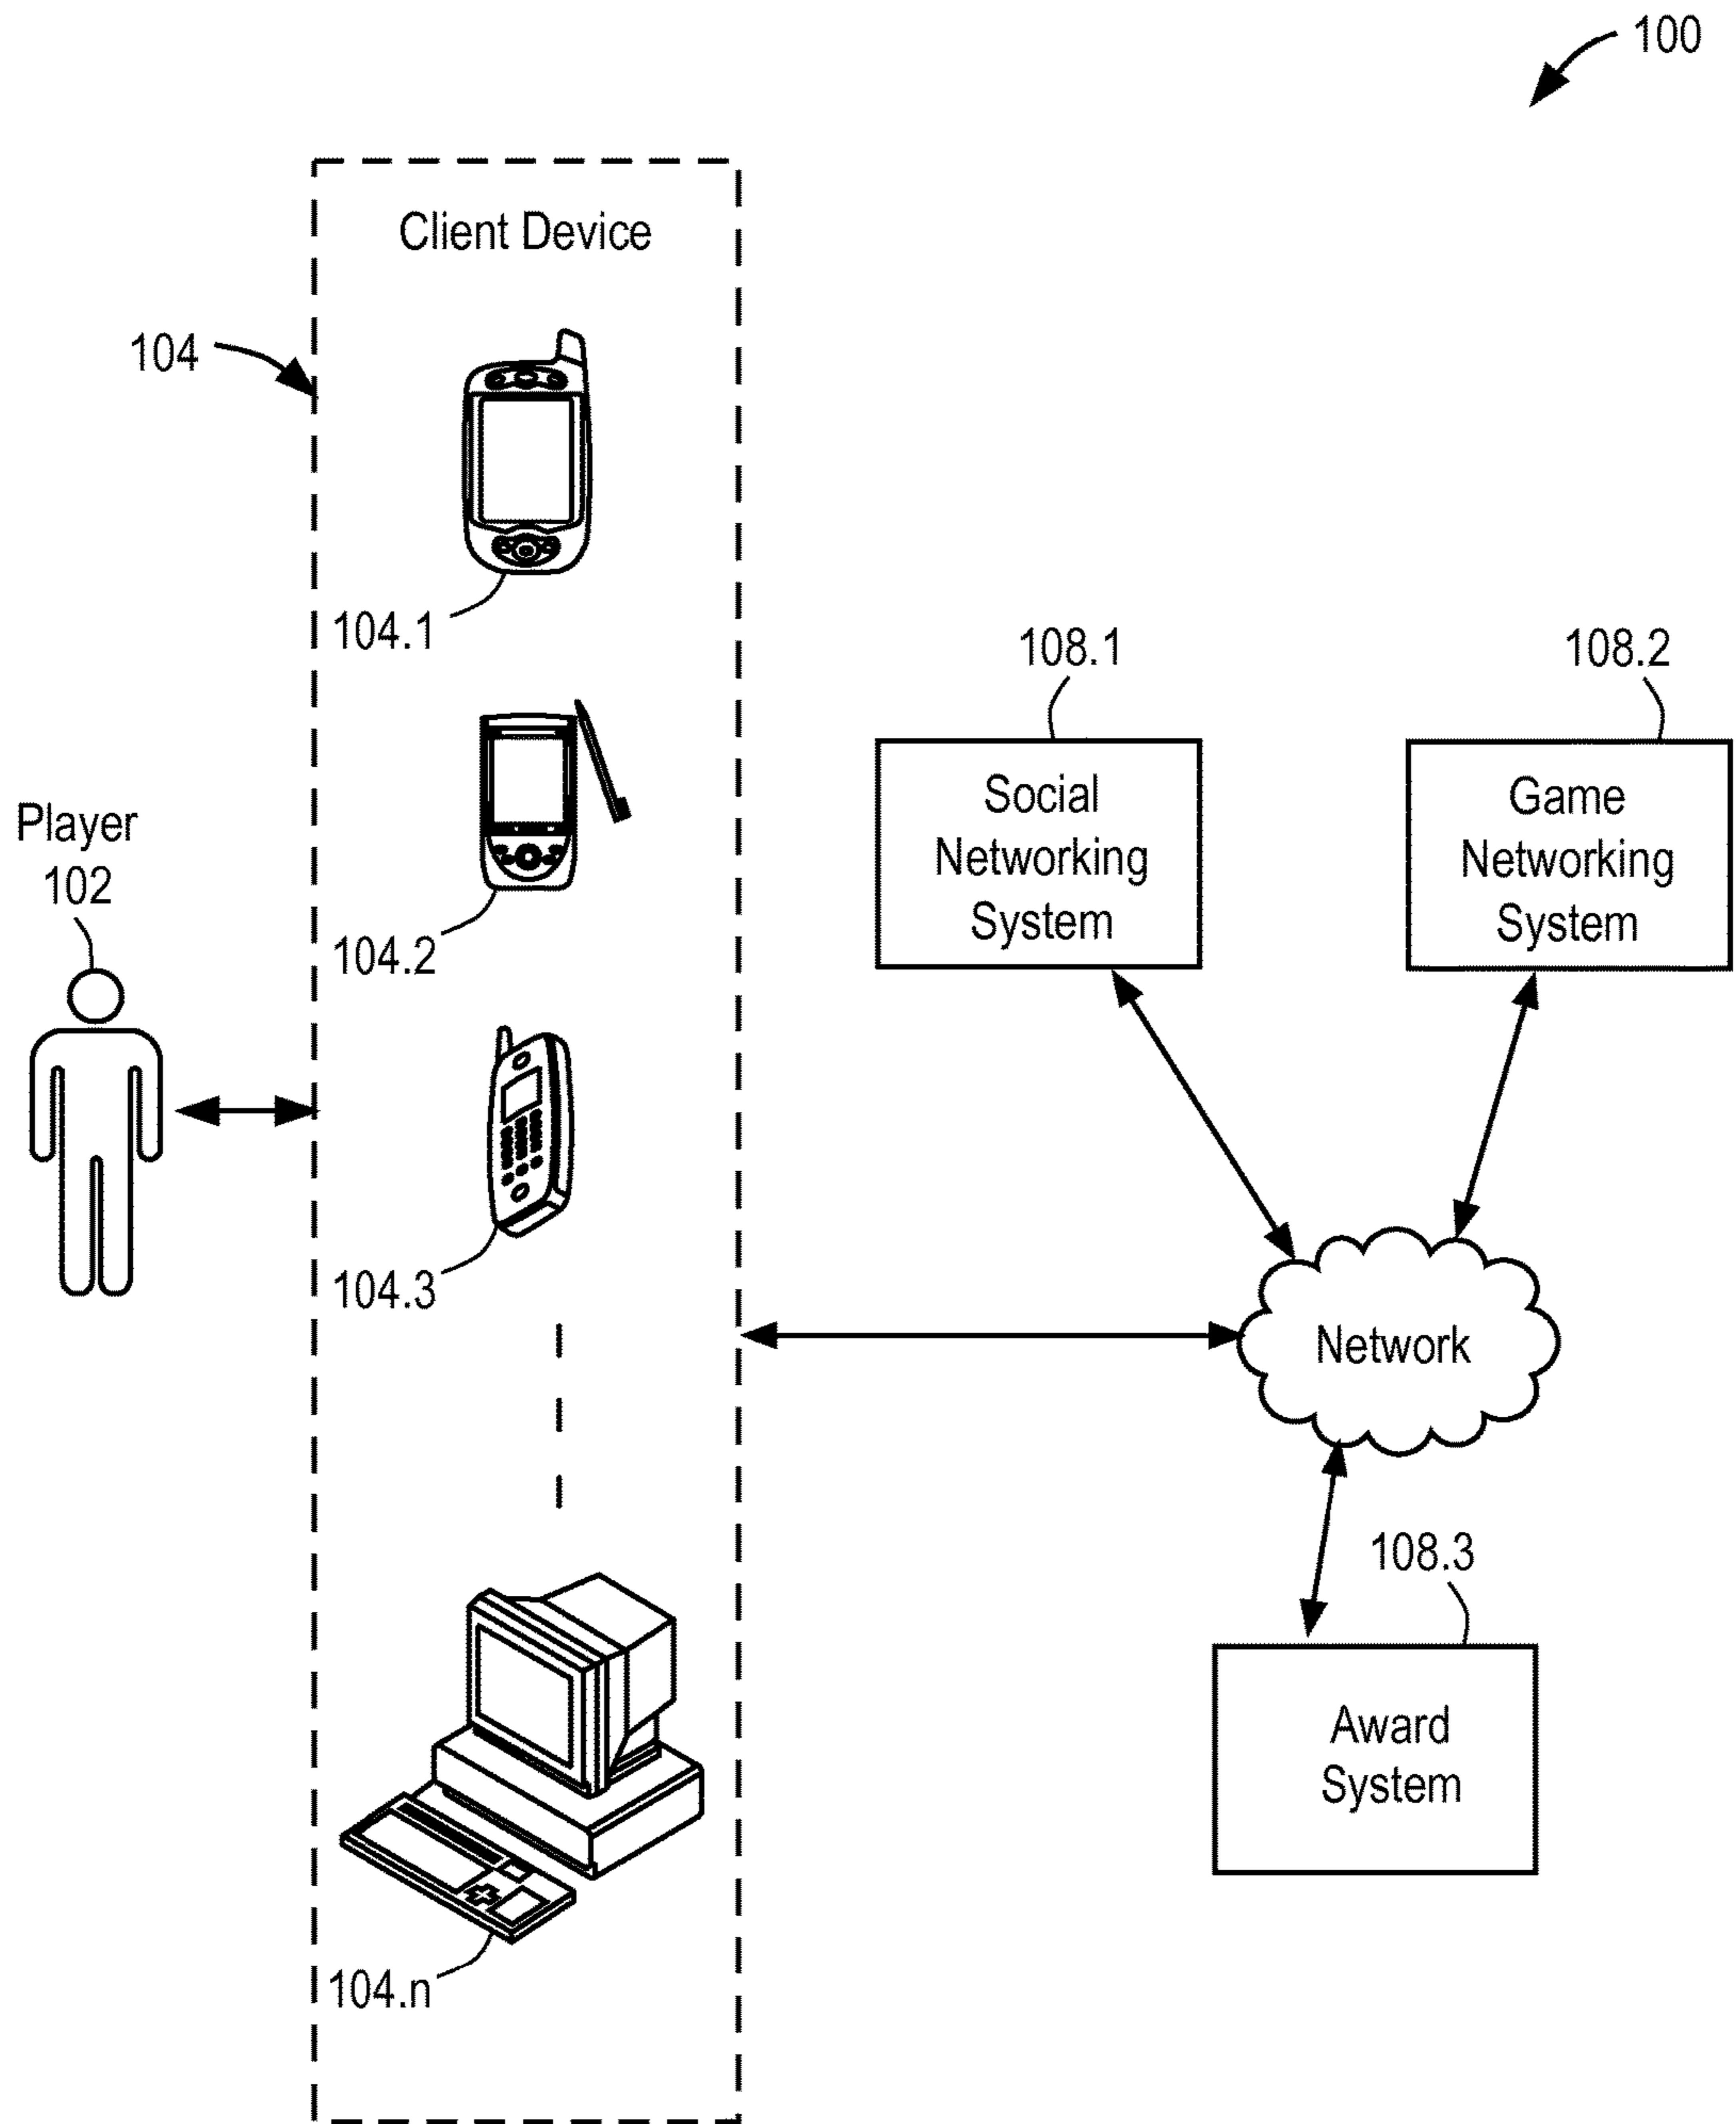 100
Client Device
104
104.1
108.1
108.2
Social
Networking
System
Game
Networking
System
Player
102
104.2
104.3
Network
108.3
Award
System
104.n